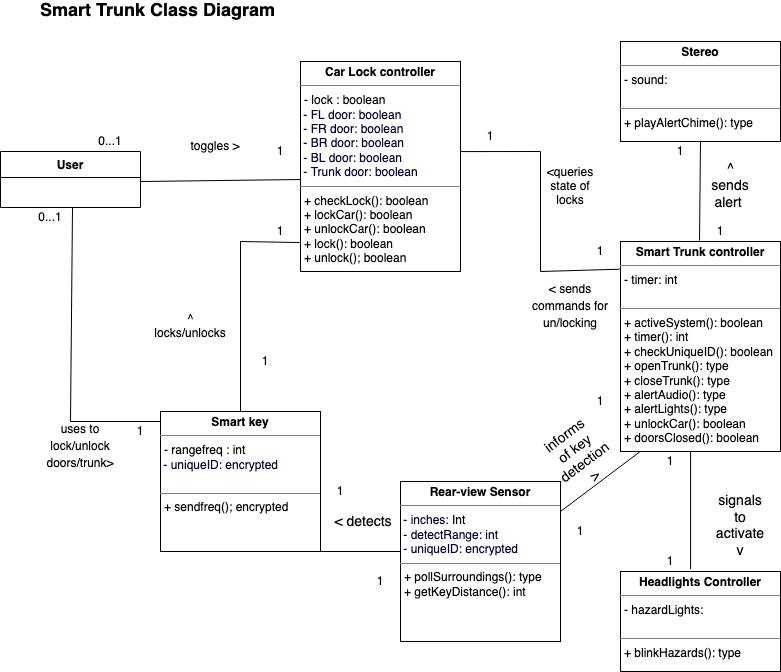 Smart Trunk Class Diagram
Stereo
- sound:
+ playAlertChime(): type
Car Lock controller
- lock : boolean
- FL door: boolean
- FR door: boolean
- BR door: boolean
- BL door: boolean
- Trunk door: boolean
+ checkLock(): boolean
+ lockCar(): boolean
+ unlockCar(): boolean
+ lock(): boolean
+ unlock(); boolean
0...1
toggles >
1
User
0...1
1
<queries
state of
locks
1
^
sends
alert
1
1
1
< sends
commands for
un/locking
Smart Trunk controller
- timer: int
+ activeSystem(): boolean
+ timer(): int
+ checkUniqueID(): boolean
+ openTrunk(): type
+ closeTrunk(): type
+ alertAudio(): type
+ alertLights(): type
+ unlockCar(): boolean
+ doorsClosed(): boolean
^
locks/unlocks
1
1
uses to
lock/unlock
doors/trunk>
1
Smart key
- rangefreq : int
- uniqueID: encrypted
+ sendfreq(); encrypted
1
< detects
1
Rear-view Sensor
- inches: Int
- detectRange: int
- uniqueID: encrypted
+ pollSurroundings(): type
+ getKeyDistance(): int
1
informs
of key
detection
>
1
1
signals
to
activate
v
1
Headlights Controller
- hazardLights:
+ blinkHazards(): type